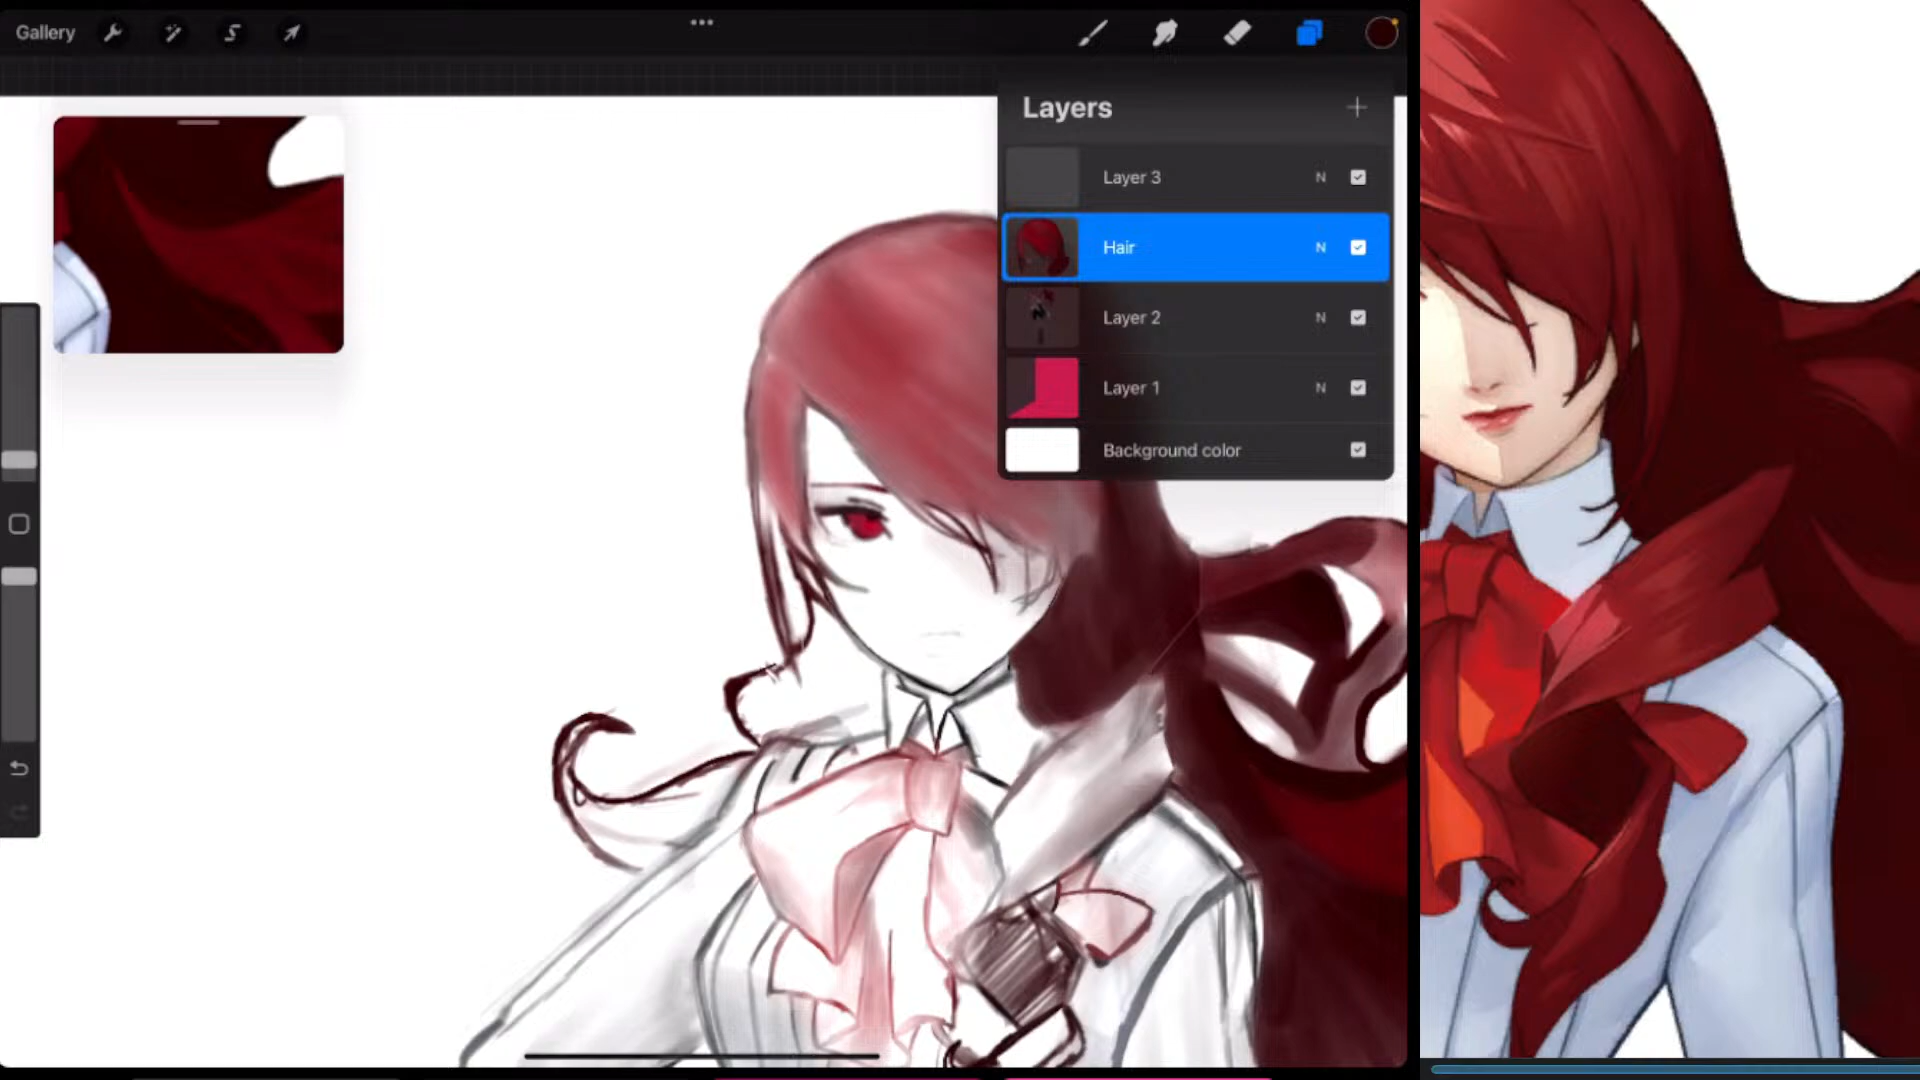 Gallery
Layers
Layer 3 N
Hair N
Layer 2 N
Layer 1 N
Background color